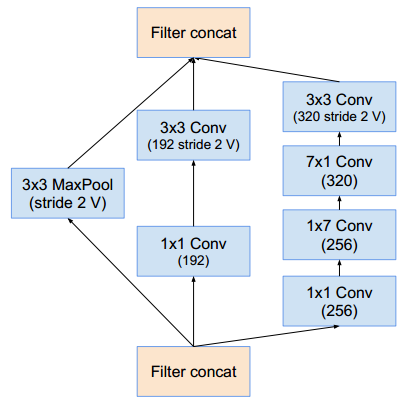 Filter concat
3x3 Conv
(320 stride 2 V)
3x3 Conv
(192 stride 2 V)
7x1 Conv
(320)
3x3 MaxPool
(stride 2 V)
1x7 Conv
(256)
1x1 Conv
(192)
1x1 Conv
(256)
Filter concat